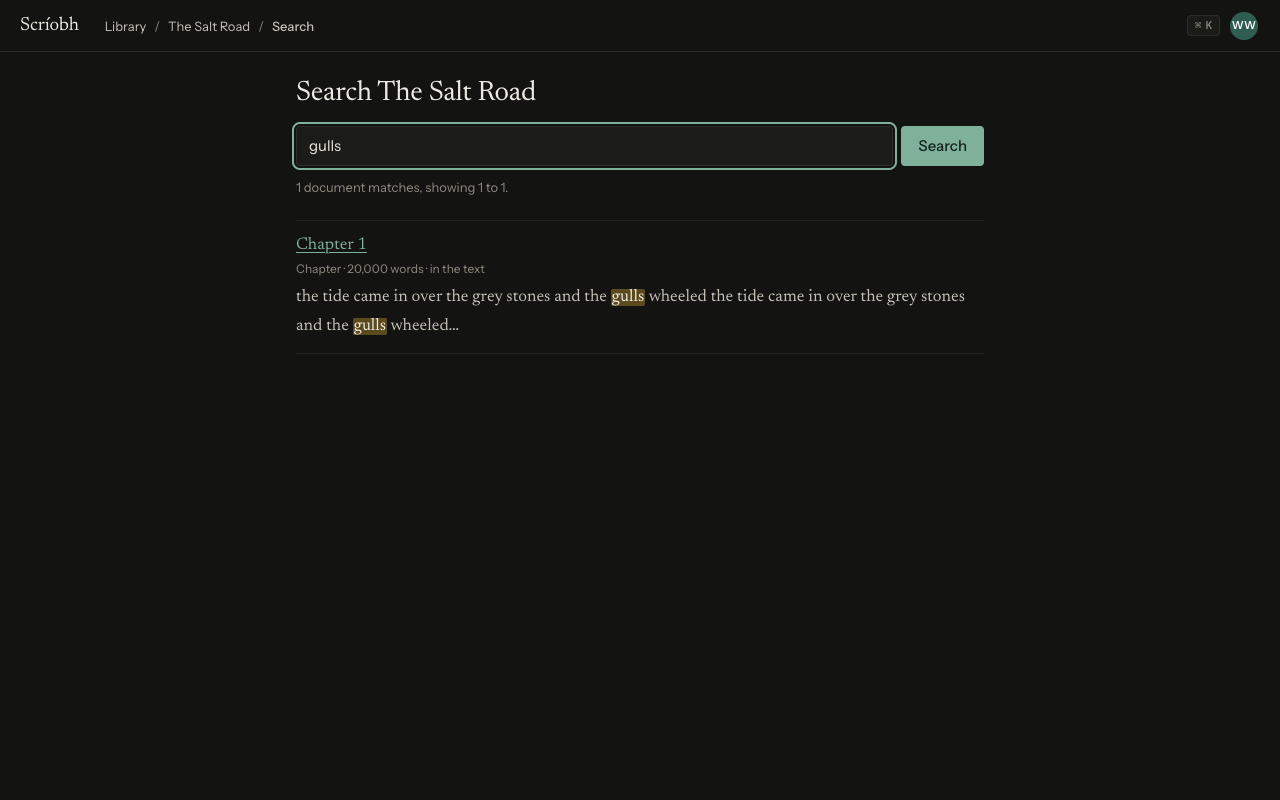 Scríobh
Library / The Salt Road / Search
⌘ K
WW
Search The Salt Road
gulls
Search
1 document matches, showing 1 to 1.
Chapter 1
Chapter · 20,000 words · in the text
the tide came in over the grey stones and the gulls wheeled the tide came in over the grey stones
and the gulls wheeled…